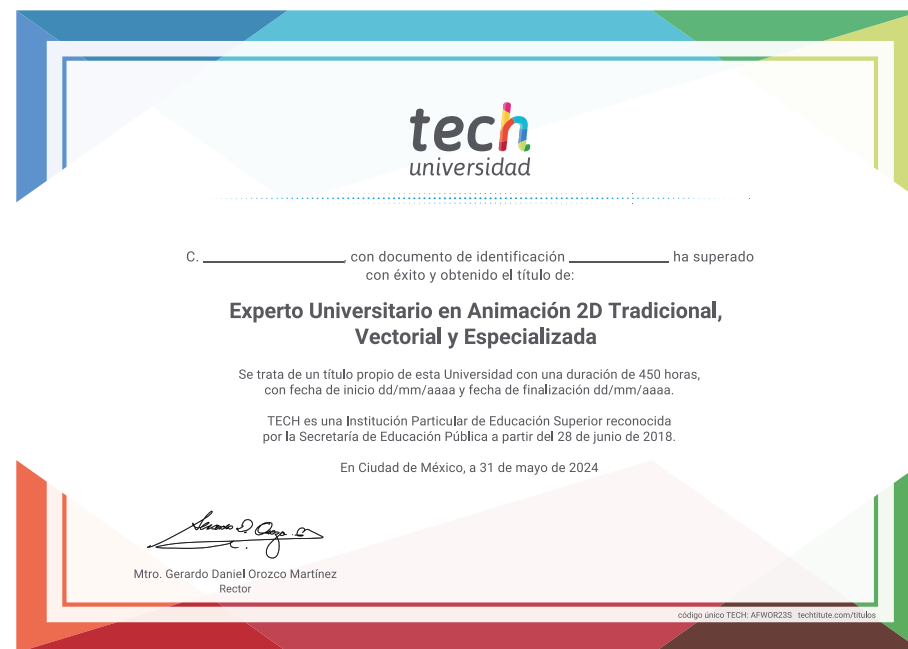 tech
universidad
C. ____________, con documento de identificación ____________ ha superado
con éxito y obtenido el título de:
Experto Universitario en Animación 2D Tradicional,
Vectorial y Especializada
Se trata de un título propio de esta Universidad con una duración de 450 horas,
con fecha de inicio dd/mm/aaaa y fecha de finalización dd/mm/aaaa.
TECH es una Institución Particular de Educación Superior reconocida
por la Secretaría de Educación Pública a partir del 28 de junio de 2018.
En Ciudad de México, a 31 de mayo de 2024
Mtro. Gerardo Daniel Orozco Martínez
Rector
código único TECH: AFWOR23S techtitute.com/titulos